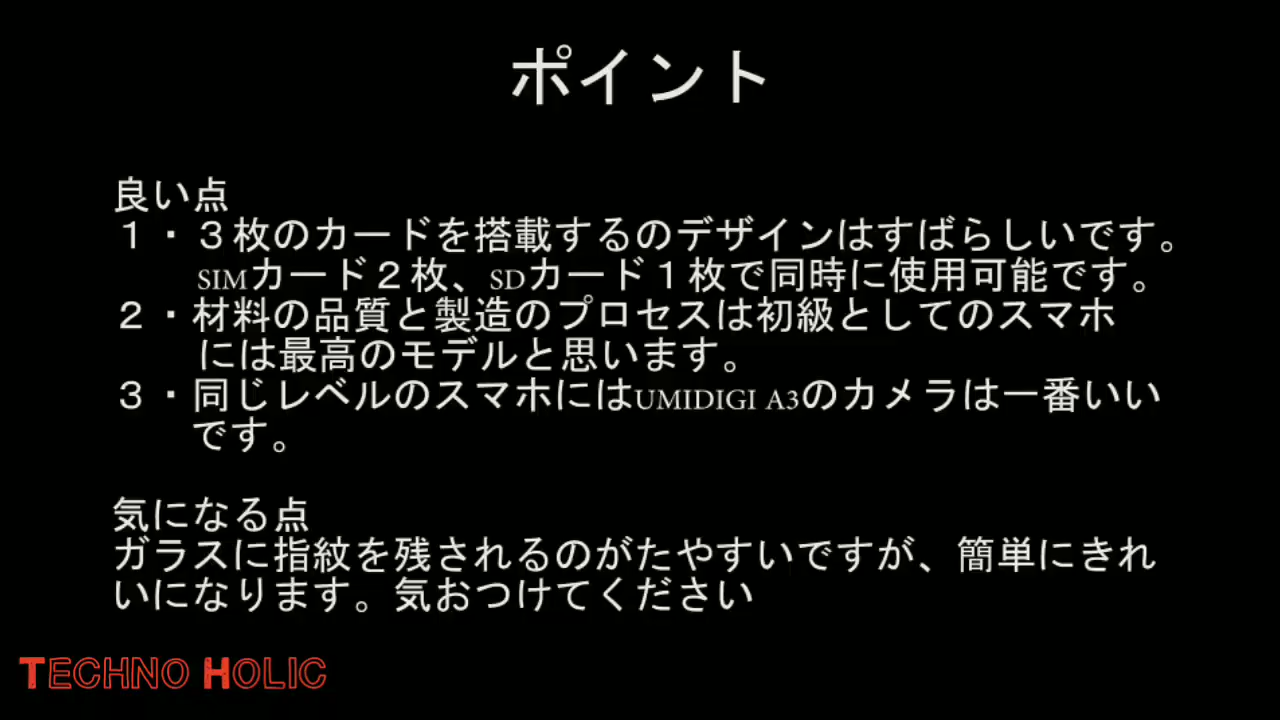 ポイント
良い点
１・３枚のカードを搭載するのデザインはすばらしいです。
SIMカード２枚、SDカード１枚で同時に使用可能です。
２・材料の品質と製造のプロセスは初級としてのスマホ
には最高のモデルと思います。
３・同じレベルのスマホにはUMIDIGI A3のカメラは一番いい
です。
気になる点
ガラスに指紋を残されるのがたやすいですが、簡単にきれ
いになります。気おつけてください
TECHNO HOLIC